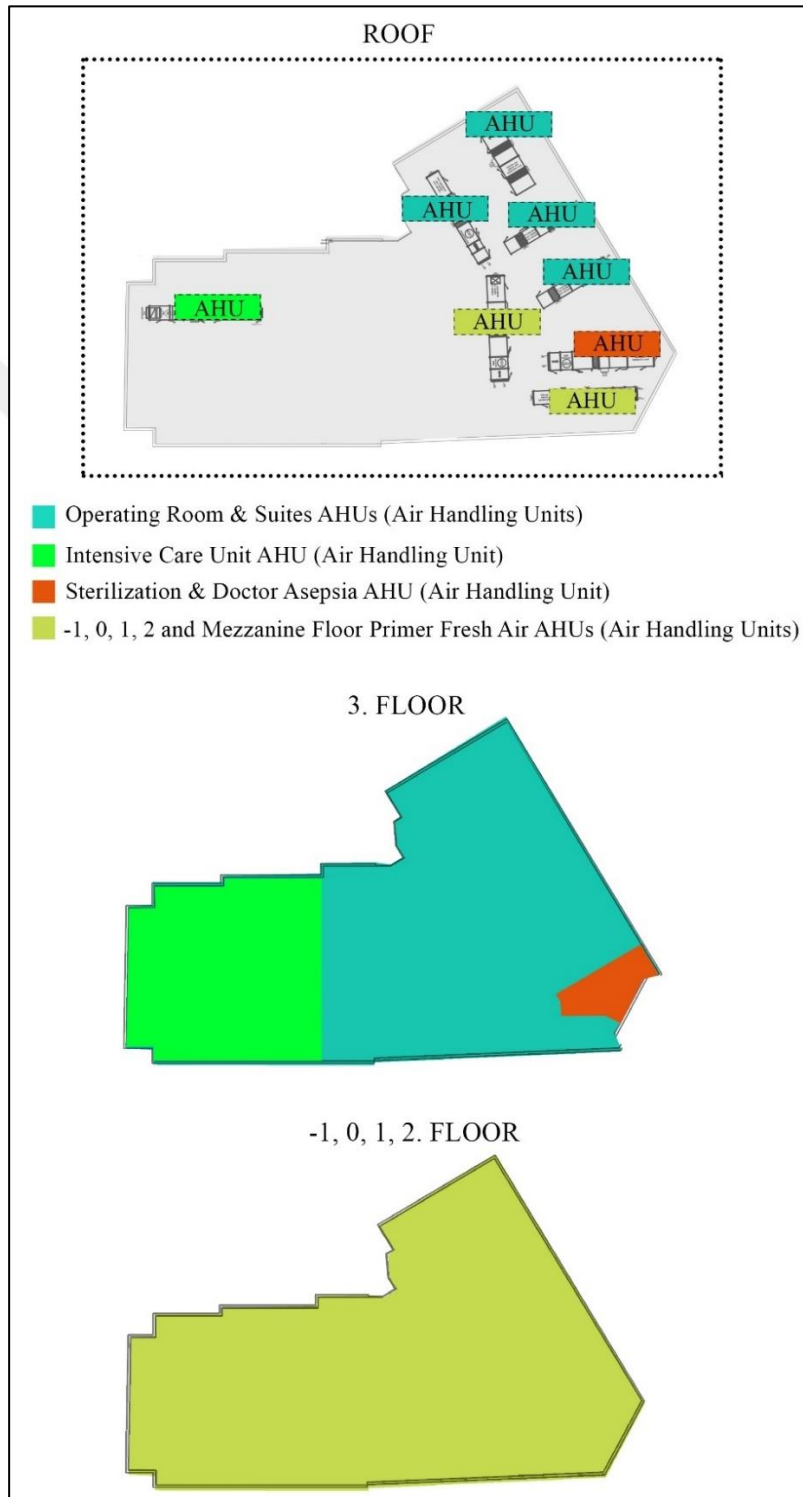 ROOF
AHU
AHU
AHU
AHU
AHU
AHU
AHU
AHU
Operating Room & Suites AHUs (Air Handling Units)
Intensive Care Unit AHU (Air Handling Unit)
Sterilization & Doctor Asepsia AHU (Air Handling Unit)
-1, 0, 1, 2 and Mezzanine Floor Primer Fresh Air AHUs (Air Handling Units)
3. FLOOR
-1, 0, 1, 2. FLOOR